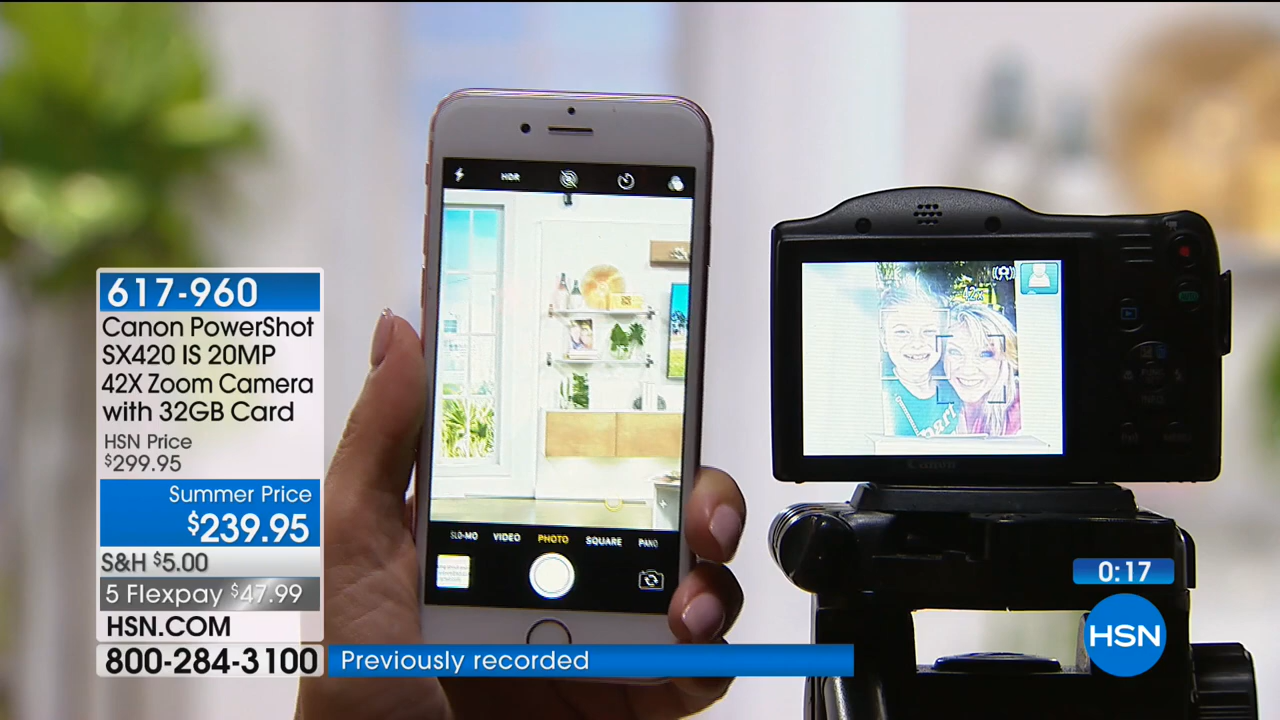 617-960
Canon PowerShot
SX420 IS 20MP
42X Zoom Camera
with 32GB Card
HSN Price
$299.95
Summer Price
$239.95
S&H $5.00
5 Flexpay $47.99
HSN.COM
800-284-3100
Previously recorded
HDR
SLO-MO VIDEO PHOTO SQUARE PANO
42x
Canon
0:17
HSN